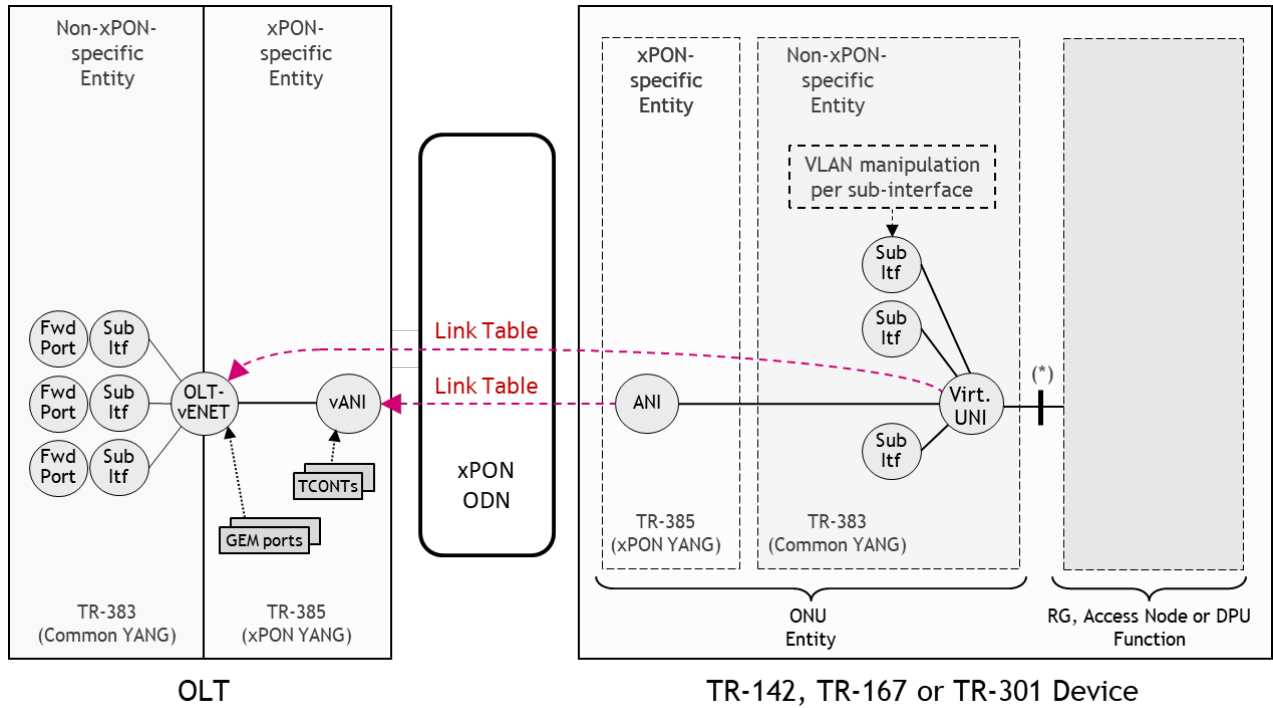 Non-xPON-
specific
Entity
xPON-
specific
Entity
Fwd
Port
Sub
Itf
Fwd
Port
Sub
Itf
Fwd
Port
Sub
Itf
OLT-
vENET
vANI
TCONTs
GEM ports
TR-383
(Common YANG)
TR-385
(xPON YANG)
OLT
Link Table
Link Table
xPON
ODN
xPON-
specific
Entity
Non-xPON-
specific
Entity
VLAN manipulation
per sub-interface
Sub
Itf
Sub
Itf
ANI
Virt.
UNI
(*)
Sub
Itf
TR-385
(xPON YANG)
TR-383
(Common YANG)
ONU
Entity
RG, Access Node or DPU
Function
TR-142, TR-167 or TR-301 Device